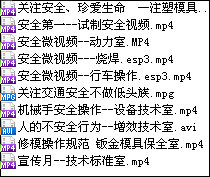 关注安全、珍爱生命  一注塑模具..
安全第一--试制安全视频.mp4
安全微视频--动力室.MP4
安全微视频---烧焊.esp3.mp4
安全微视频--行车操作.esp3.mp4
关注交通安全不做低头族.mpg
机械手安全操作--设备技术室.mp4
人的不安全行为--增效技术室.avi
修模操作规范 钣金模具保全室.mp4
宣传月--技术标准室.mp4